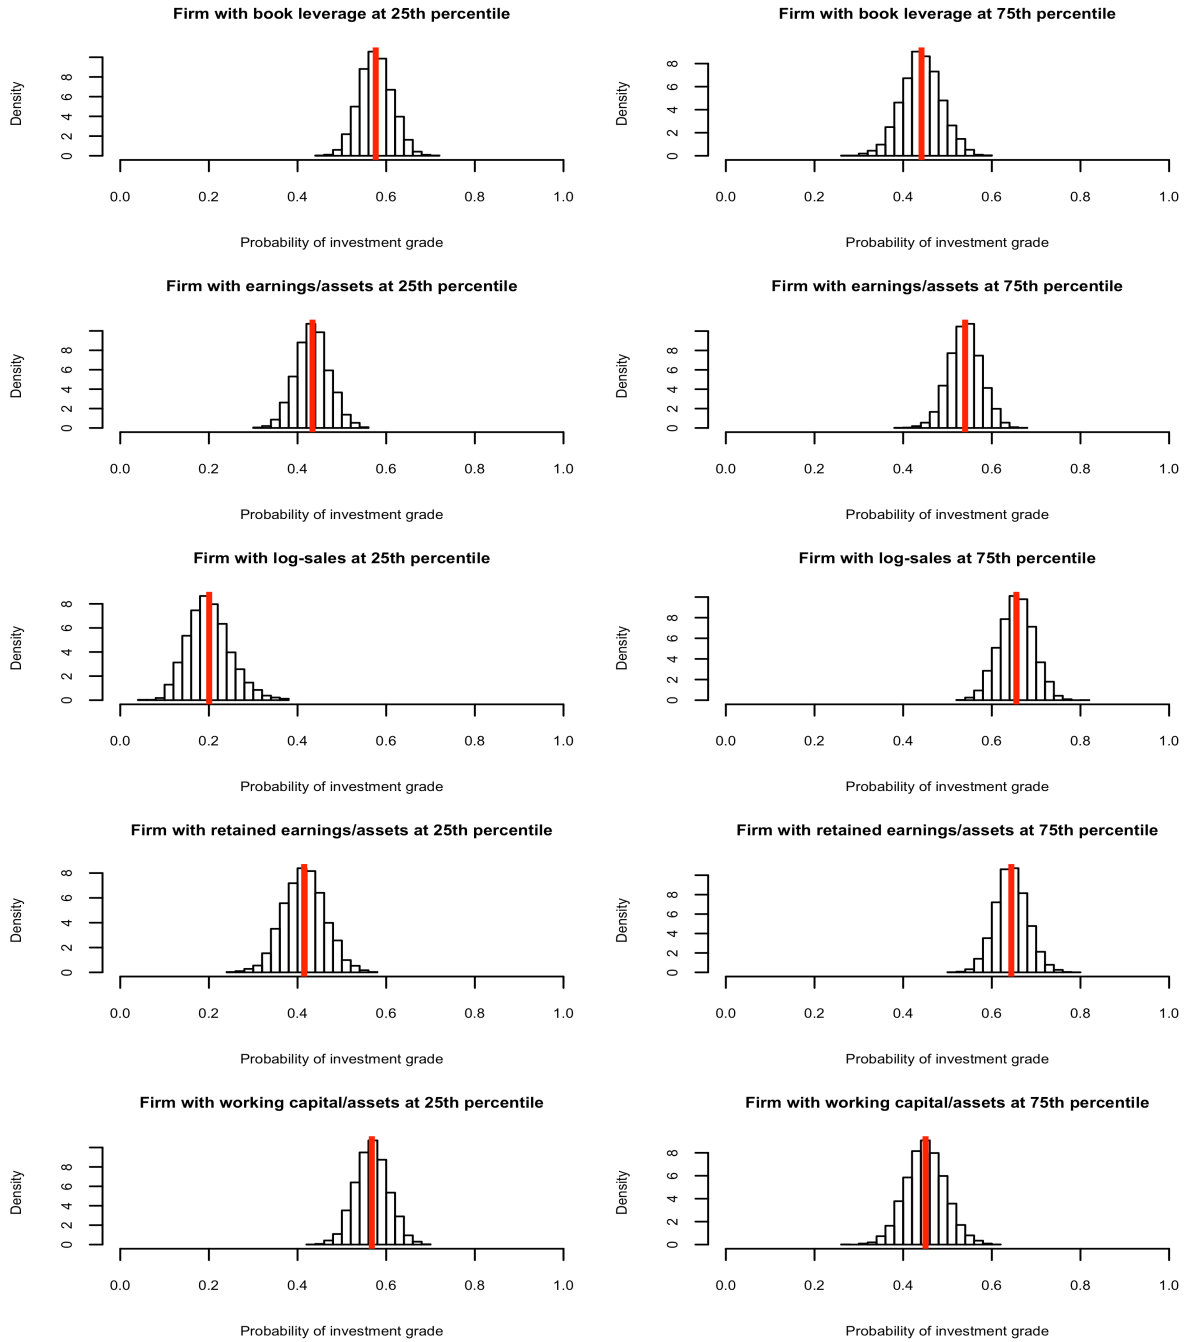 Firm with book leverage at 25th percentile
Density
0 2 4 6 8
0.0 0.2 0.4 0.6 0.8 1.0
Probability of investment grade
Firm with book leverage at 75th percentile
Density
0 2 4 6 8
0.0 0.2 0.4 0.6 0.8 1.0
Probability of investment grade
Firm with earnings/assets at 25th percentile
Density
0 2 4 6 8
0.0 0.2 0.4 0.6 0.8 1.0
Probability of investment grade
Firm with earnings/assets at 75th percentile
Density
0 2 4 6 8
0.0 0.2 0.4 0.6 0.8 1.0
Probability of investment grade
Firm with log-sales at 25th percentile
Density
0 2 4 6 8
0.0 0.2 0.4 0.6 0.8 1.0
Probability of investment grade
Firm with log-sales at 75th percentile
Density
0 2 4 6 8
0.0 0.2 0.4 0.6 0.8 1.0
Probability of investment grade
Firm with retained earnings/assets at 25th percentile
Density
0 2 4 6 8
0.0 0.2 0.4 0.6 0.8 1.0
Probability of investment grade
Firm with retained earnings/assets at 75th percentile
Density
0 2 4 6 8
0.0 0.2 0.4 0.6 0.8 1.0
Probability of investment grade
Firm with working capital/assets at 25th percentile
Density
0 2 4 6 8
0.0 0.2 0.4 0.6 0.8 1.0
Probability of investment grade
Firm with working capital/assets at 75th percentile
Density
0 2 4 6 8
0.0 0.2 0.4 0.6 0.8 1.0
Probability of investment grade